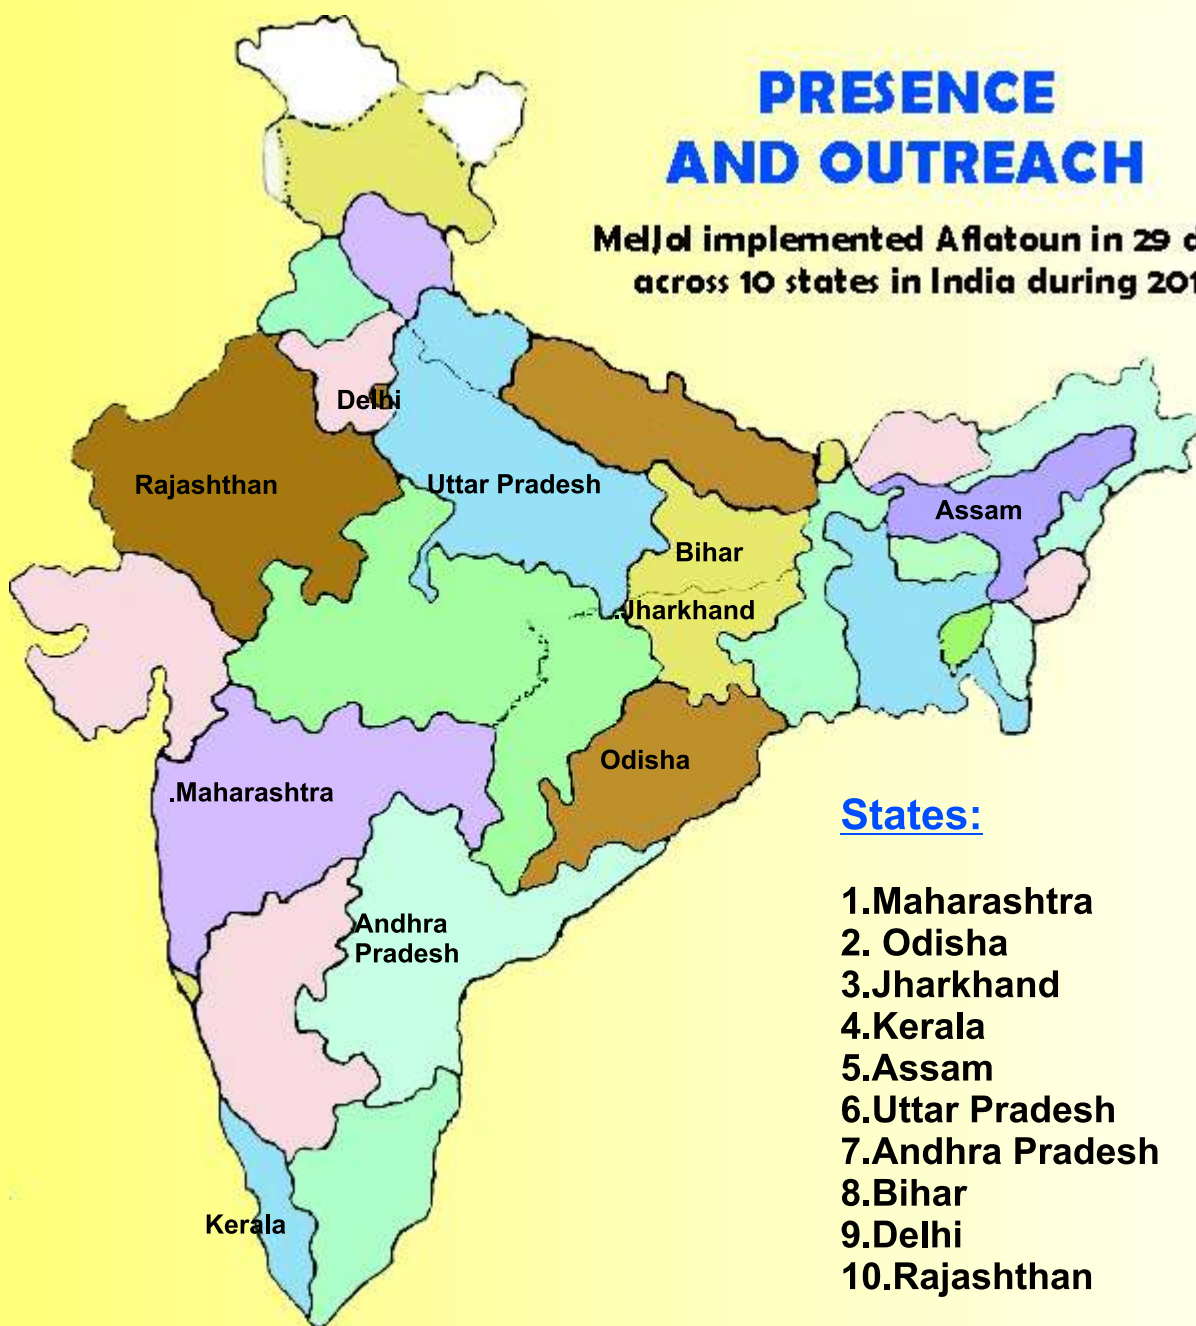 PRESENCE
AND OUTREACH
MelJol implemented Aflatoun in 29 d
across 10 states in India during 201
Delhi
Rajashthan
Uttar Pradesh
Assam
Bihar
.Jharkhand
Odisha
.Maharashtra
Andhra
Pradesh
Kerala
States:
1.Maharashtra
2. Odisha
3.Jharkhand
4.Kerala
5.Assam
6.Uttar Pradesh
7.Andhra Pradesh
8.Bihar
9.Delhi
10.Rajashthan